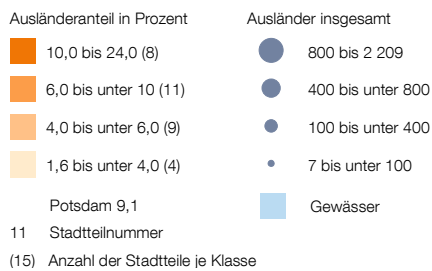 Ausländeranteil in Prozent
10,0 bis 24,0 (8)
6,0 bis unter 10 (11)
4,0 bis unter 6,0 (9)
1,6 bis unter 4,0 (4)
Potsdam 9,1
11 Stadtteilnummer
(15) Anzahl der Stadtteile je Klasse
Ausländer insgesamt
800 bis 2 209
400 bis unter 800
100 bis unter 400
7 bis unter 100
Gewässer